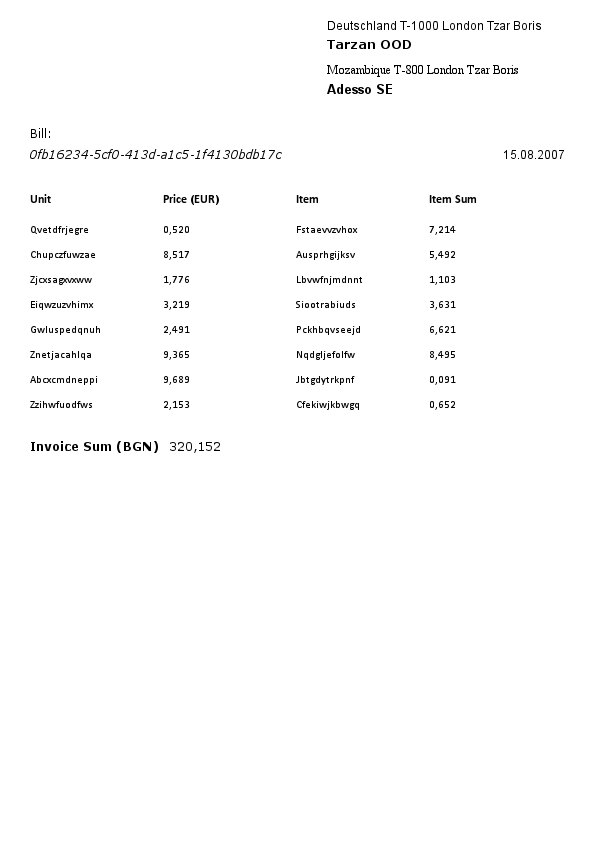 Deutschland T-1000 London Tzar Boris
Tarzan OOD
Mozambique T-800 London Tzar Boris
Adesso SE
Bill:
0fb16234-5cf0-413d-a1c5-1f4130bdb17c 15.08.2007
Unit Price (EUR) Item Item Sum
Qvetdfrjegre 0,520 Fstaevvzvhox 7,214
Chupczfuwzae 8,517 Ausprhgijksv 5,492
Zjcxsagxvxww 1,776 Lbvwfnjmdnnt 1,103
Eiqwzuzvhimx 3,219 Siootrabiuds 3,631
Gwluspedqnuh 2,491 Pckhbqvseejd 6,621
Znetjacahlqa 9,365 Nqdgljefolfw 8,495
Abcxcmdneppi 9,689 Jbtgdytrkpnf 0,091
Zzihwfuodfws 2,153 Cfekiwjkbwgq 0,652
Invoice Sum (BGN) 320,152